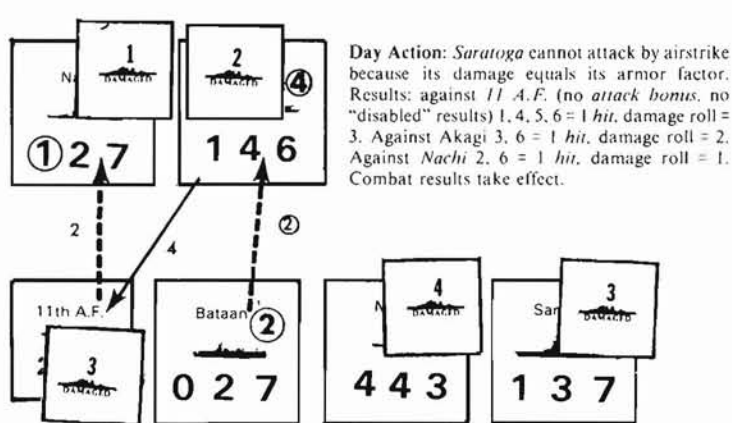 1
DAMAGED
2
DAMAGED
④
① 2 7
1 4 6
Day Action: Saratoga cannot attack by airstrike
because its damage equals its armor factor.
Results: against 11 A.F. (no attack bonus, no
"disabled" results) 1, 4, 5, 6 = 1 hit, damage roll =
3. Against Akagi 3, 6 = 1 hit, damage roll = 2.
Against Nachi 2, 6 = 1 hit, damage roll = 1.
Combat results take effect.
2
4
②
11th A.F.
3
DAMAGED
Bataan
②
0 2 7
4
DAMAGED
4 4 3
3
DAMAGED
1 3 7